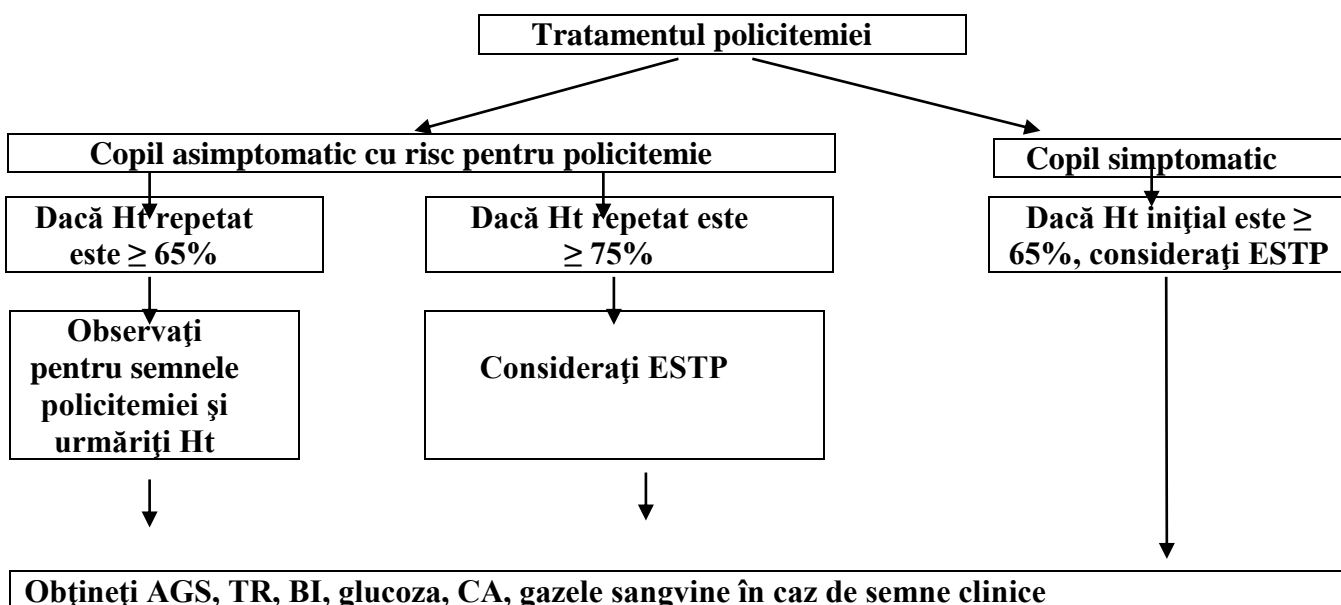 Tratamentul policitemiei
Copil asimptomatic cu risc pentru policitemie
Copil simptomatic
Dacă Ht repetat
este ≥ 65%
Dacă Ht repetat este
≥ 75%
Dacă Ht iniţial este ≥
65%, consideraţi ESTP
Observaţi
pentru semnele
policitemiei şi
urmăriţi Ht
Consideraţi ESTP
Obţineţi AGS, TR, BI, glucoza, CA, gazele sangvine în caz de semne clinice